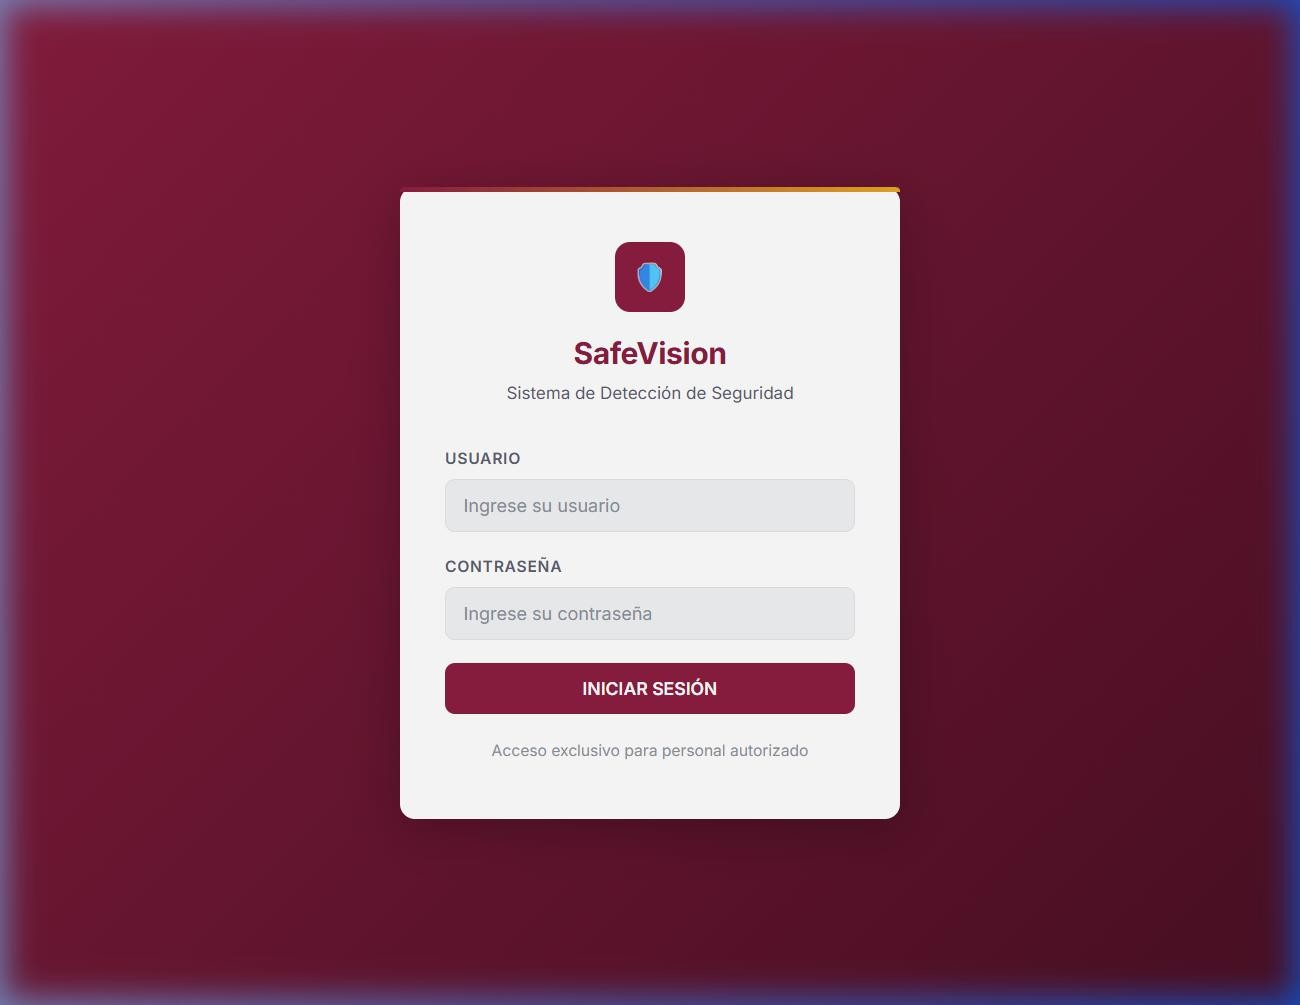 SafeVision
Sistema de Detección de Seguridad
USUARIO
Ingrese su usuario
CONTRASEÑA
Ingrese su contraseña
INICIAR SESIÓN
Acceso exclusivo para personal autorizado